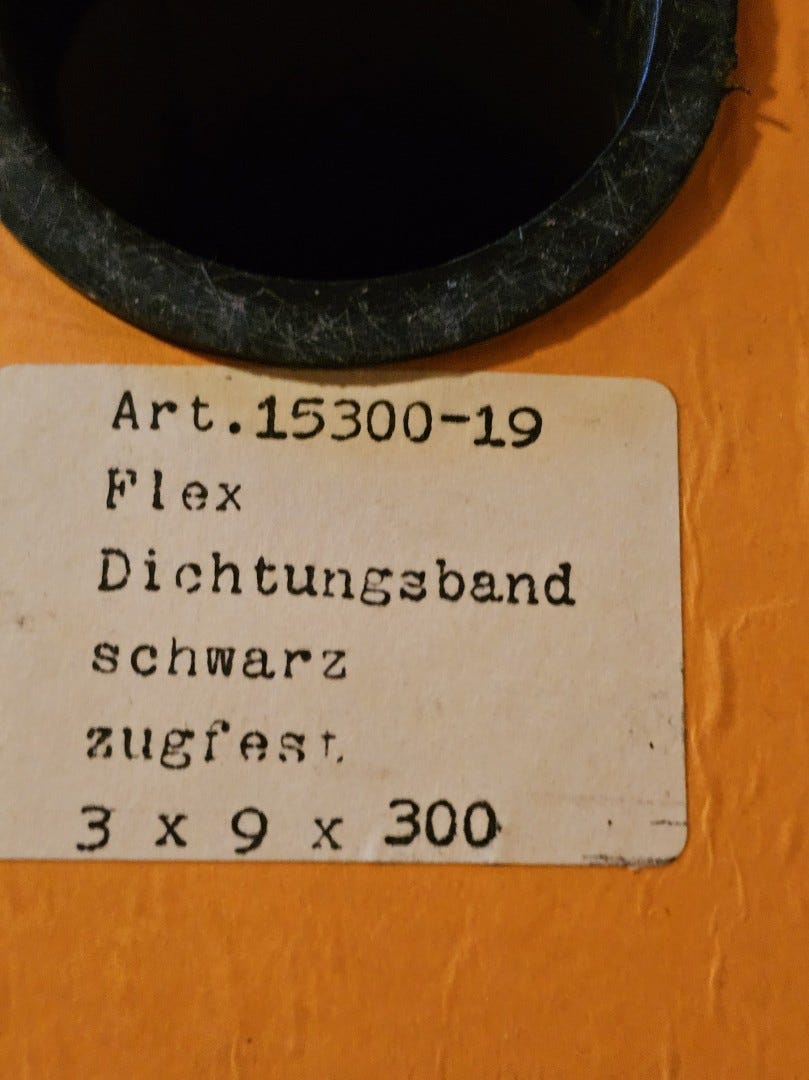 Art.15300-19
Flex
Dichtungsband
schwarz
zugfest
3 x 9 x 300